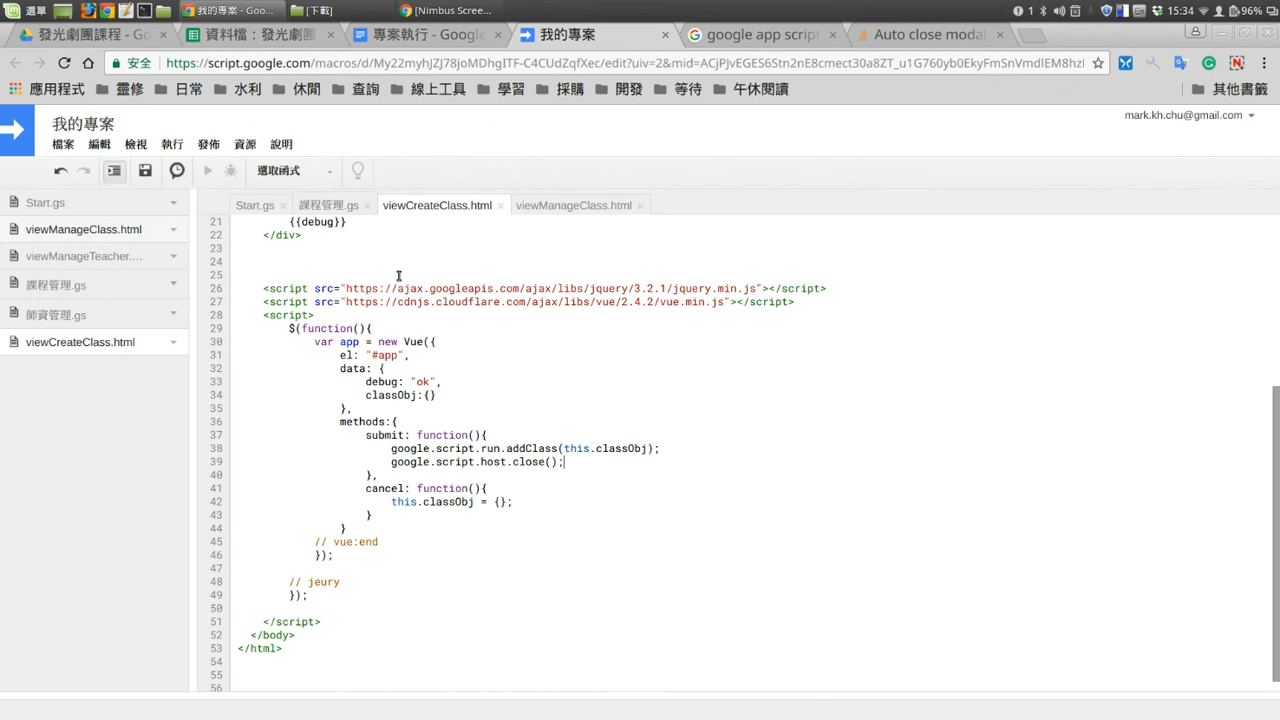 選單
我的專案 - Goo...
[下載]
[Nimbus Scree...
1
15:34
96%
發光劇團課程 - Go
資料檔：發光劇團
專案執行 - Google
我的專案
google app script
Auto close modal
安全
應用程式
靈修
日常
水利
休閒
查詢
線上工具
學習
採購
開發
等待
午休閱讀
其他書籤
我的專案
mark.kh.chu@gmail.com
檔案 編輯 檢視 執行 發佈 資源 說明
選取函式
Start.gs
viewManageClass.html
viewManageTeacher....
課程管理.gs
師資管理.gs
viewCreateClass.html
Start.gs
課程管理.gs
viewCreateClass.html
viewManageClass.html
21 {{debug}}
22 </div>
23
24
25
26 <script src="https://ajax.googleapis.com/ajax/libs/jquery/3.2.1/jquery.min.js"></script>
27 <script src="https://cdnjs.cloudflare.com/ajax/libs/vue/2.4.2/vue.min.js"></script>
28 <script>
29 $(function(){
30 var app = new Vue({
31 el: "#app",
32 data: {
33 debug: "ok",
34 classObj:{}
35 },
36 methods:{
37 submit: function(){
38 google.script.run.addClass(this.classObj);
39 google.script.host.close();
40 },
41 cancel: function(){
42 this.classObj = {};
43 }
44 }
45 // vue:end
46 });
47
48 // jeury
49 });
50
51 </script>
52 </body>
53 </html>
54
55
56